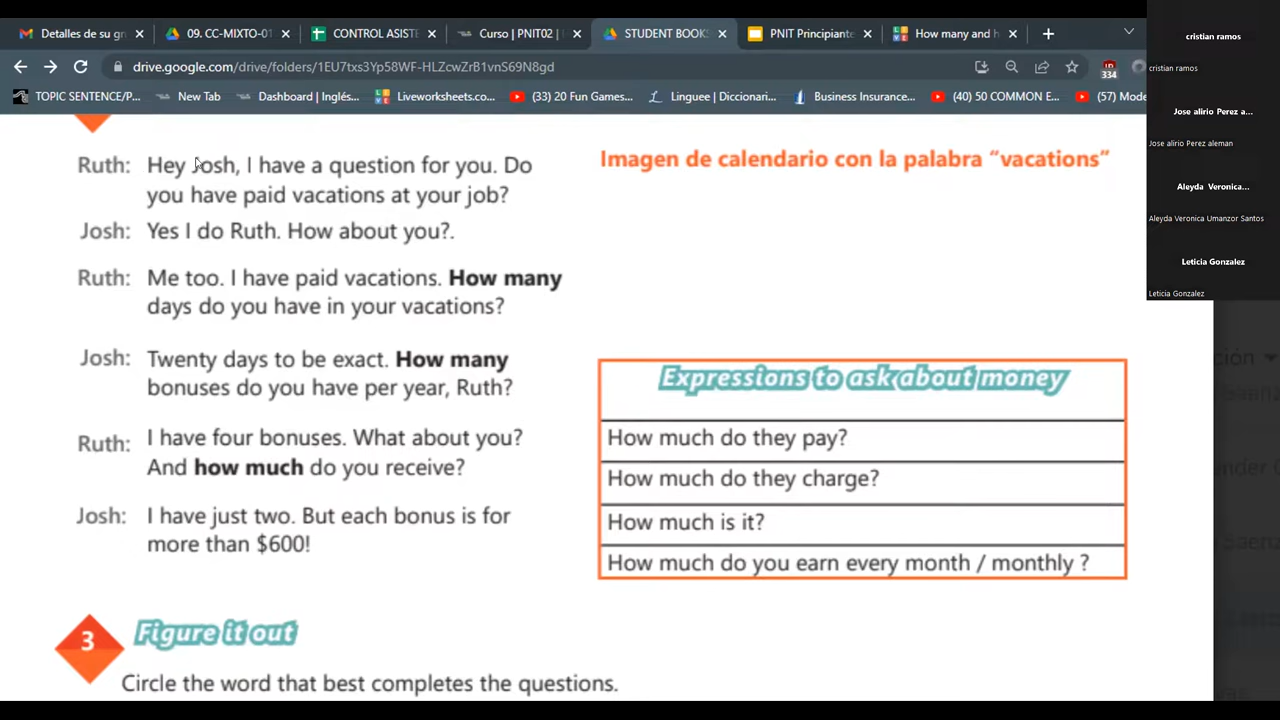 Detalles de su gr
09. CC-MIXTO-01
CONTROL ASISTE
Curso | PNIT02 |
STUDENT BOOKS
PNIT Principiante
How many and h
drive.google.com/drive/folders/1EU7txs3Yp58WF-HLZcwZrB1vnS69N8gd
334
TOPIC SENTENCE/P...
New Tab
Dashboard | Inglés...
Liveworksheets.co...
(33) 20 Fun Games...
Linguee | Diccionari...
Business Insurance...
(40) 50 COMMON E...
(57) Mode
cristian ramos
cristian ramos
Jose alirio Perez a...
Jose alirio Perez aleman
Aleyda Veronica...
Aleyda Veronica Umanzor Santos
Leticia Gonzalez
Leticia Gonzalez
Ruth: Hey Josh, I have a question for you. Do
you have paid vacations at your job?
Josh: Yes I do Ruth. How about you?.
Ruth: Me too. I have paid vacations. How many
days do you have in your vacations?
Josh: Twenty days to be exact. How many
bonuses do you have per year, Ruth?
Ruth: I have four bonuses. What about you?
And how much do you receive?
Josh: I have just two. But each bonus is for
more than $600!
Imagen de calendario con la palabra “vacations”
Expressions to ask about money
How much do they pay?
How much do they charge?
How much is it?
How much do you earn every month / monthly ?
3 Figure it out
Circle the word that best completes the questions.
ción